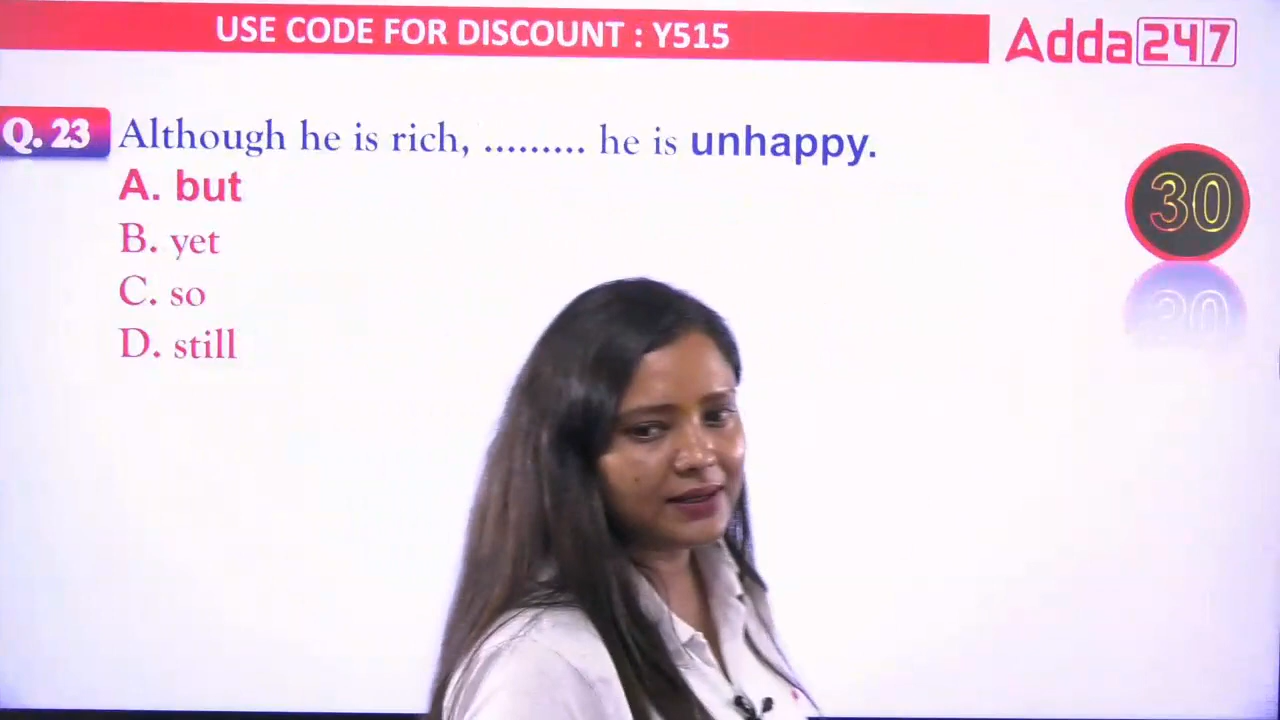 USE CODE FOR DISCOUNT : Y515
Adda247
Q. 23 Although he is rich, ......... he is unhappy.
A. but
B. yet
C. so
D. still
30
30